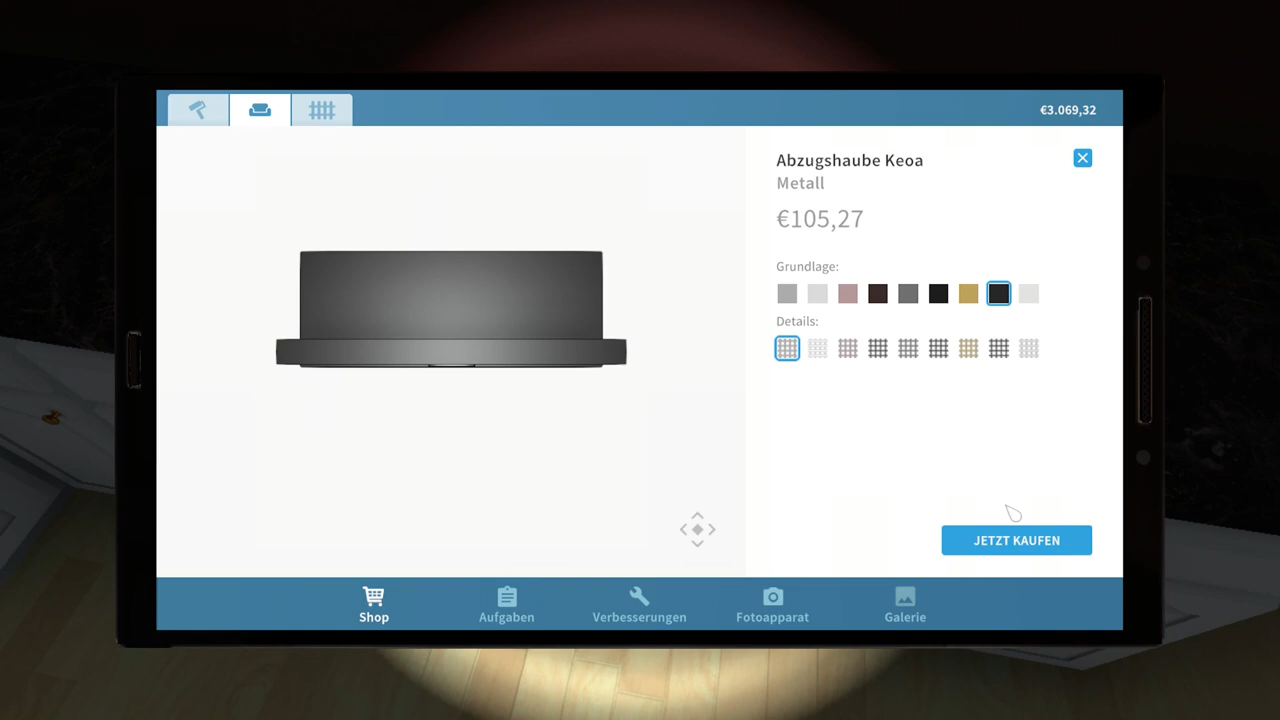 €3.069,32
Abzugshaube Keoa
Metall
€105,27
Grundlage:
Details:
JETZT KAUFEN
Shop
Aufgaben
Verbesserungen
Fotoapparat
Galerie